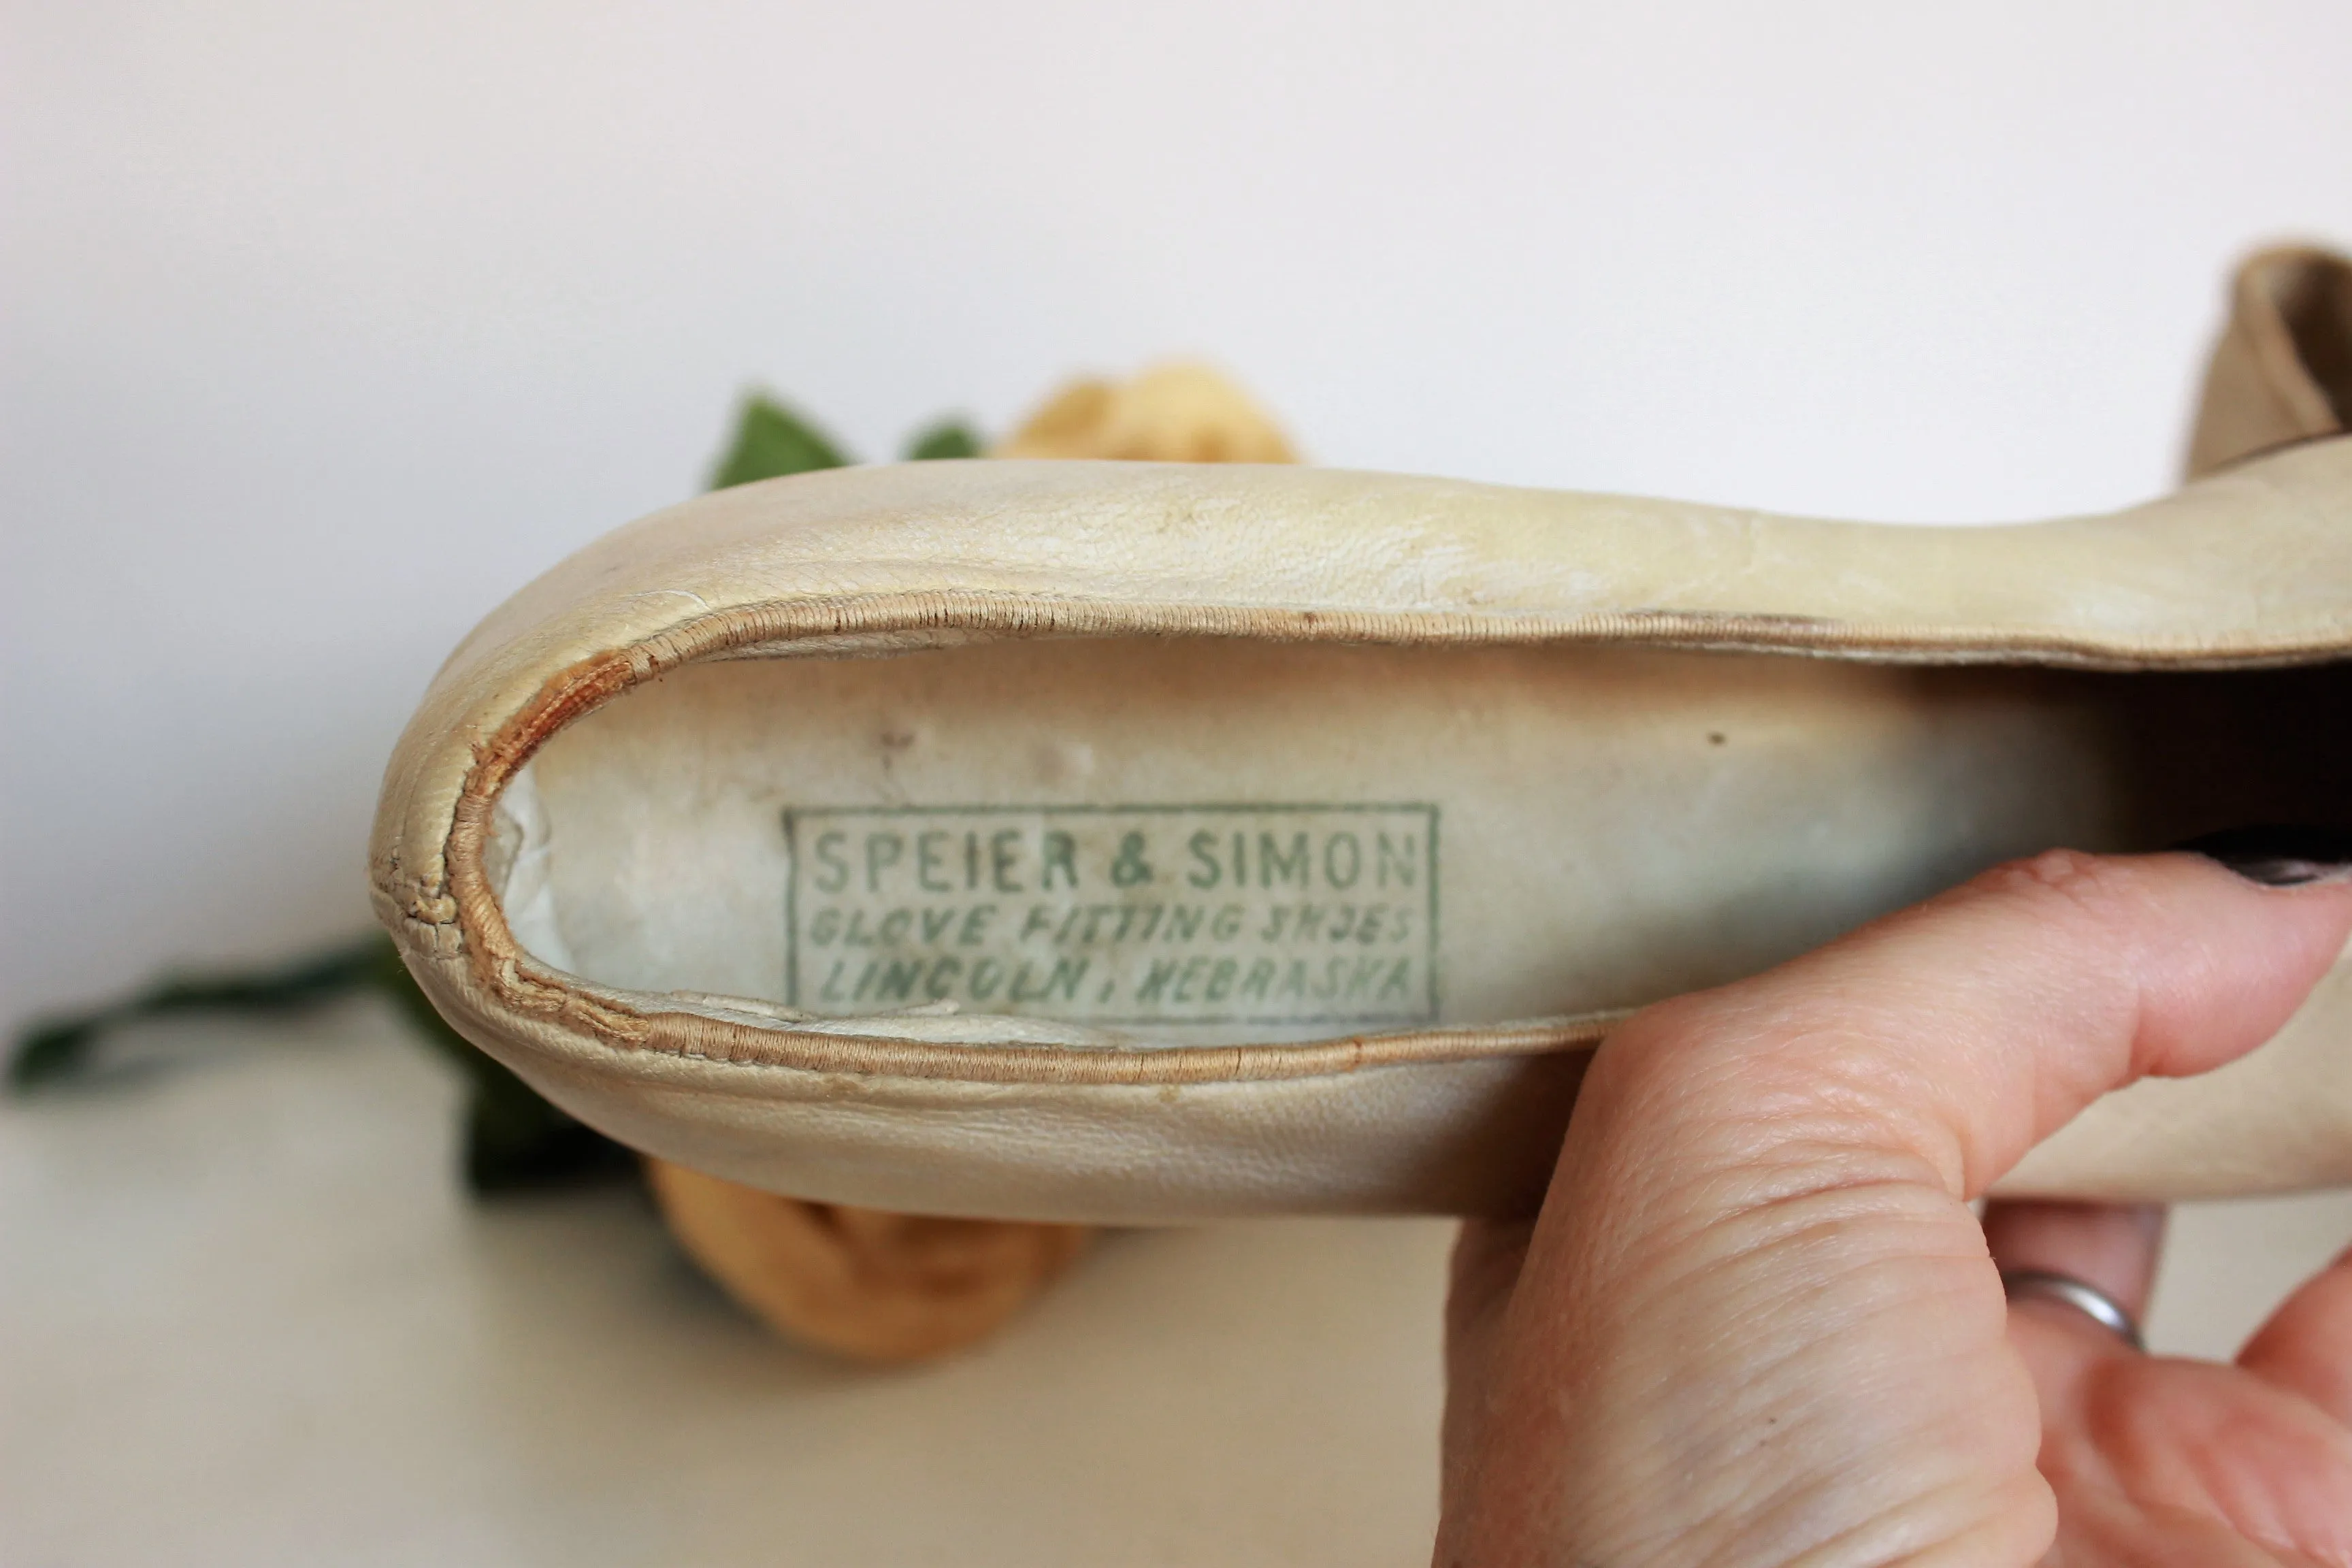 SPEIER & SIMON
GLOVE FITTING SHOES
LINCOLN, NEBRASKA